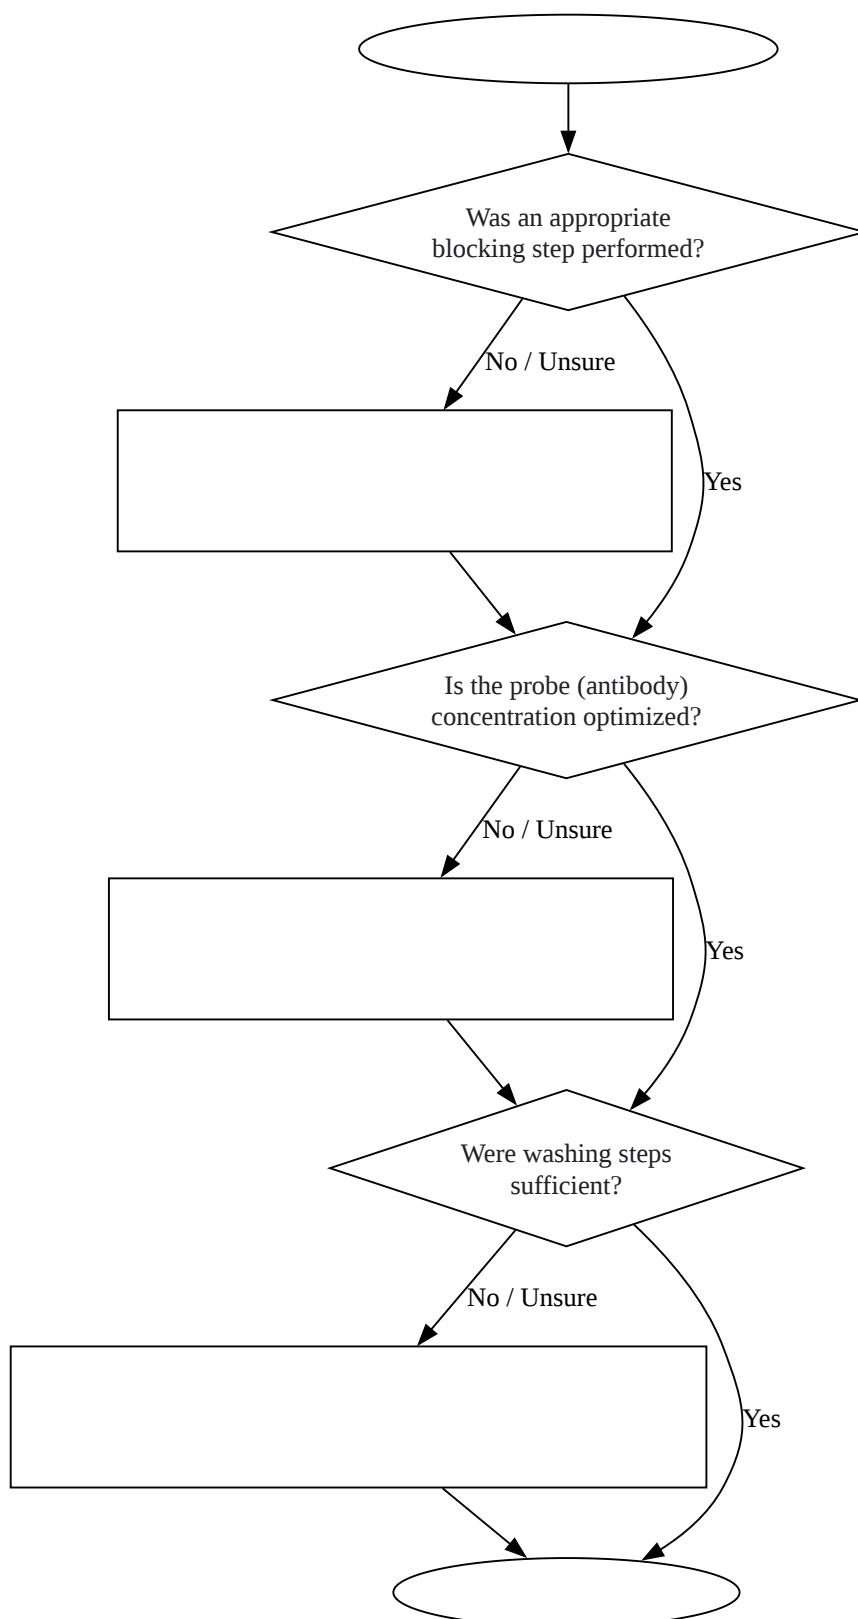 Was an appropriate
blocking step performed?
No / Unsure
Yes
Is the probe (antibody)
concentration optimized?
No / Unsure
Yes
Were washing steps
sufficient?
No / Unsure
Yes